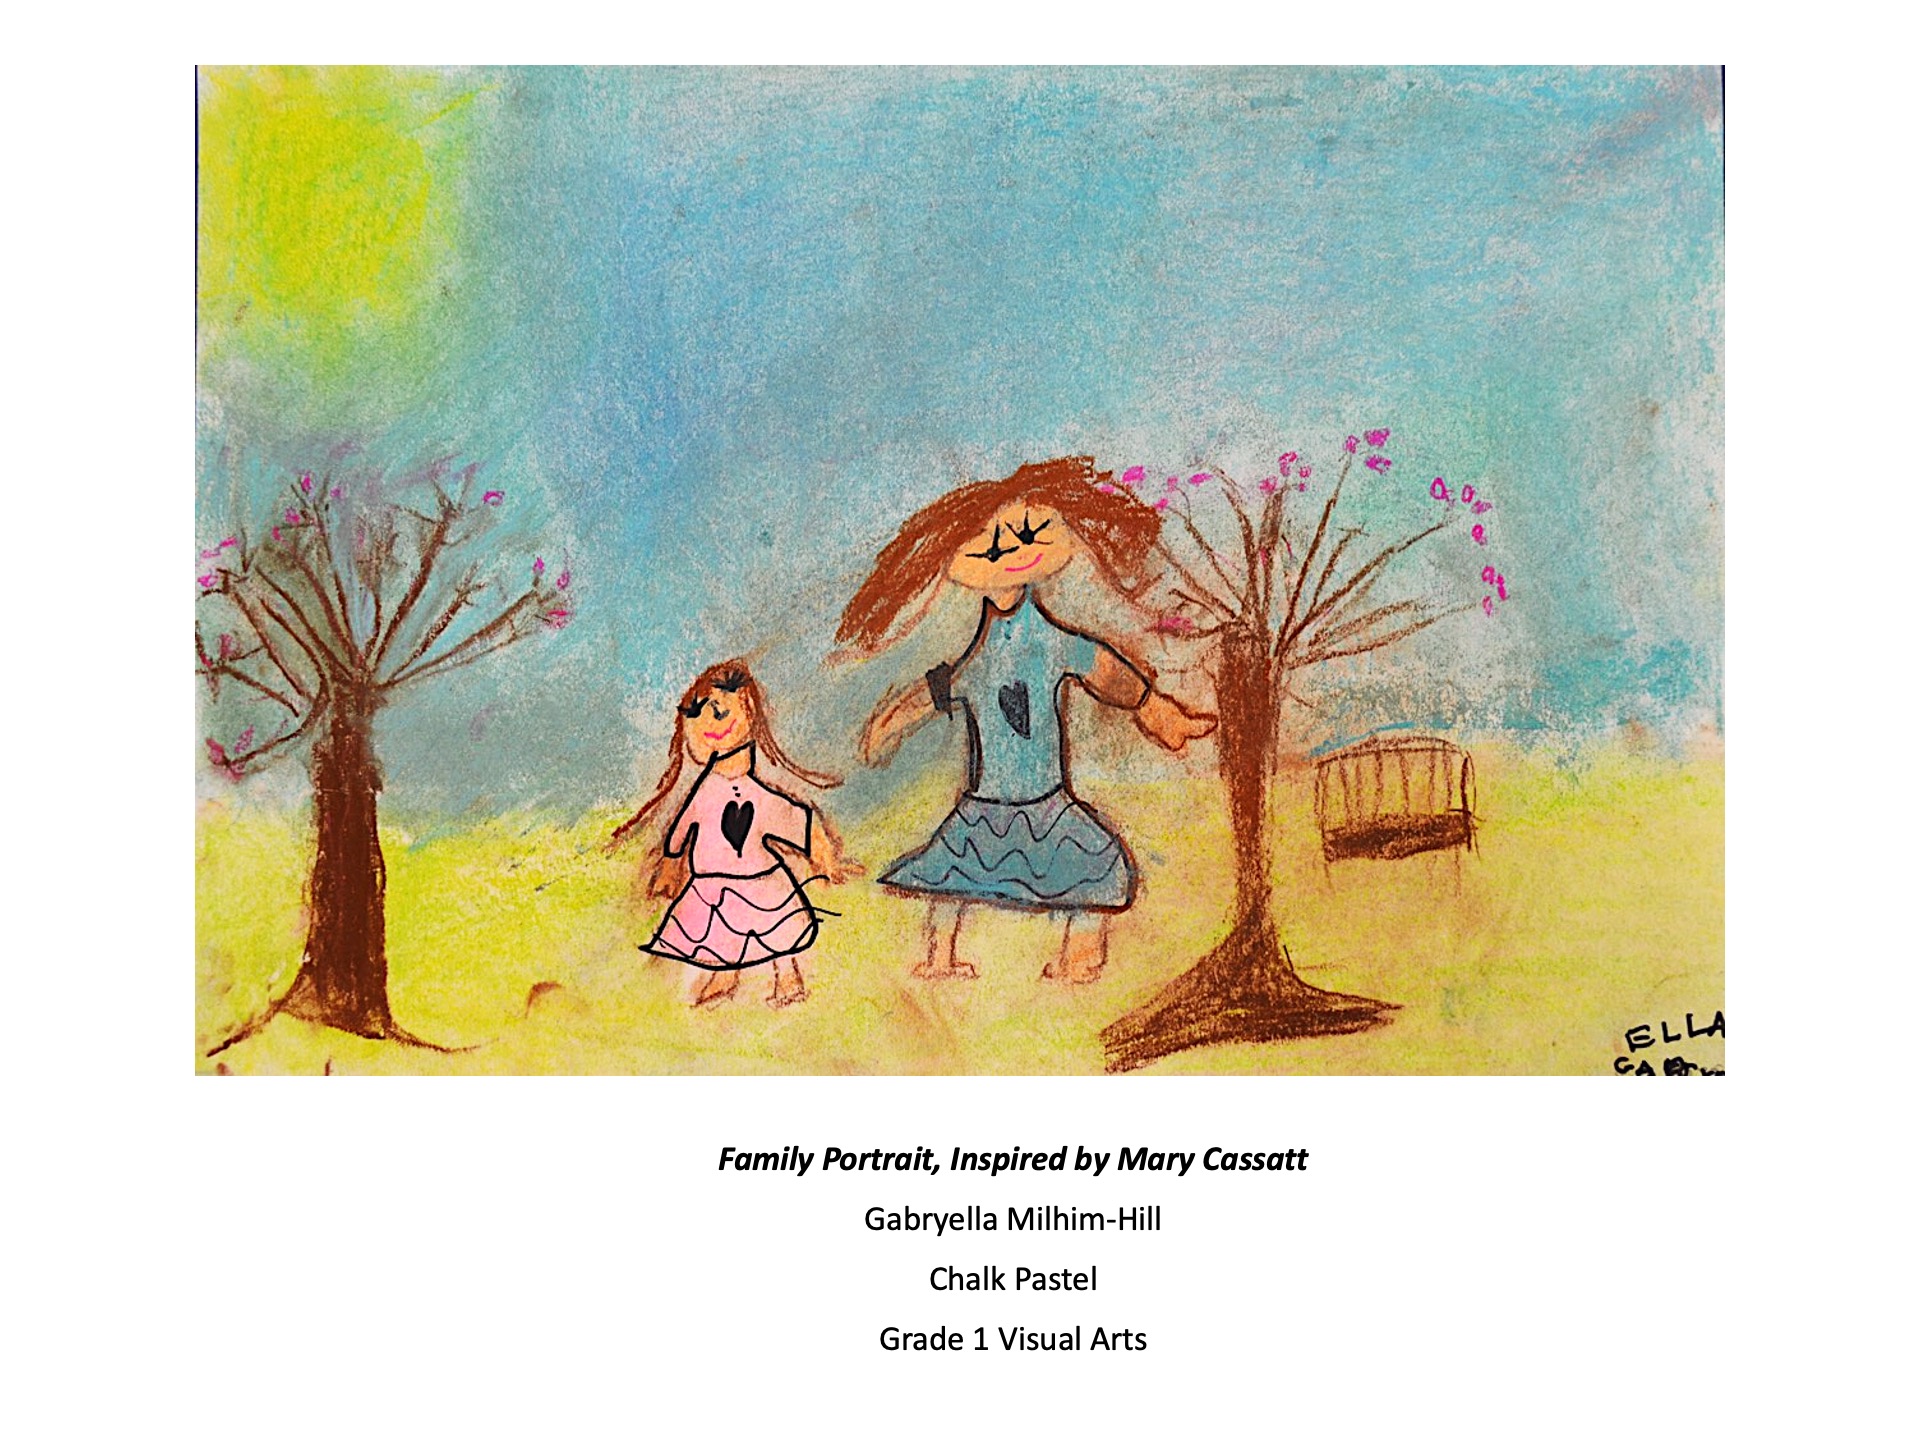 ELLA
Family Portrait, Inspired by Mary Cassatt
Gabryella Milhim-Hill
Chalk Pastel
Grade 1 Visual Arts